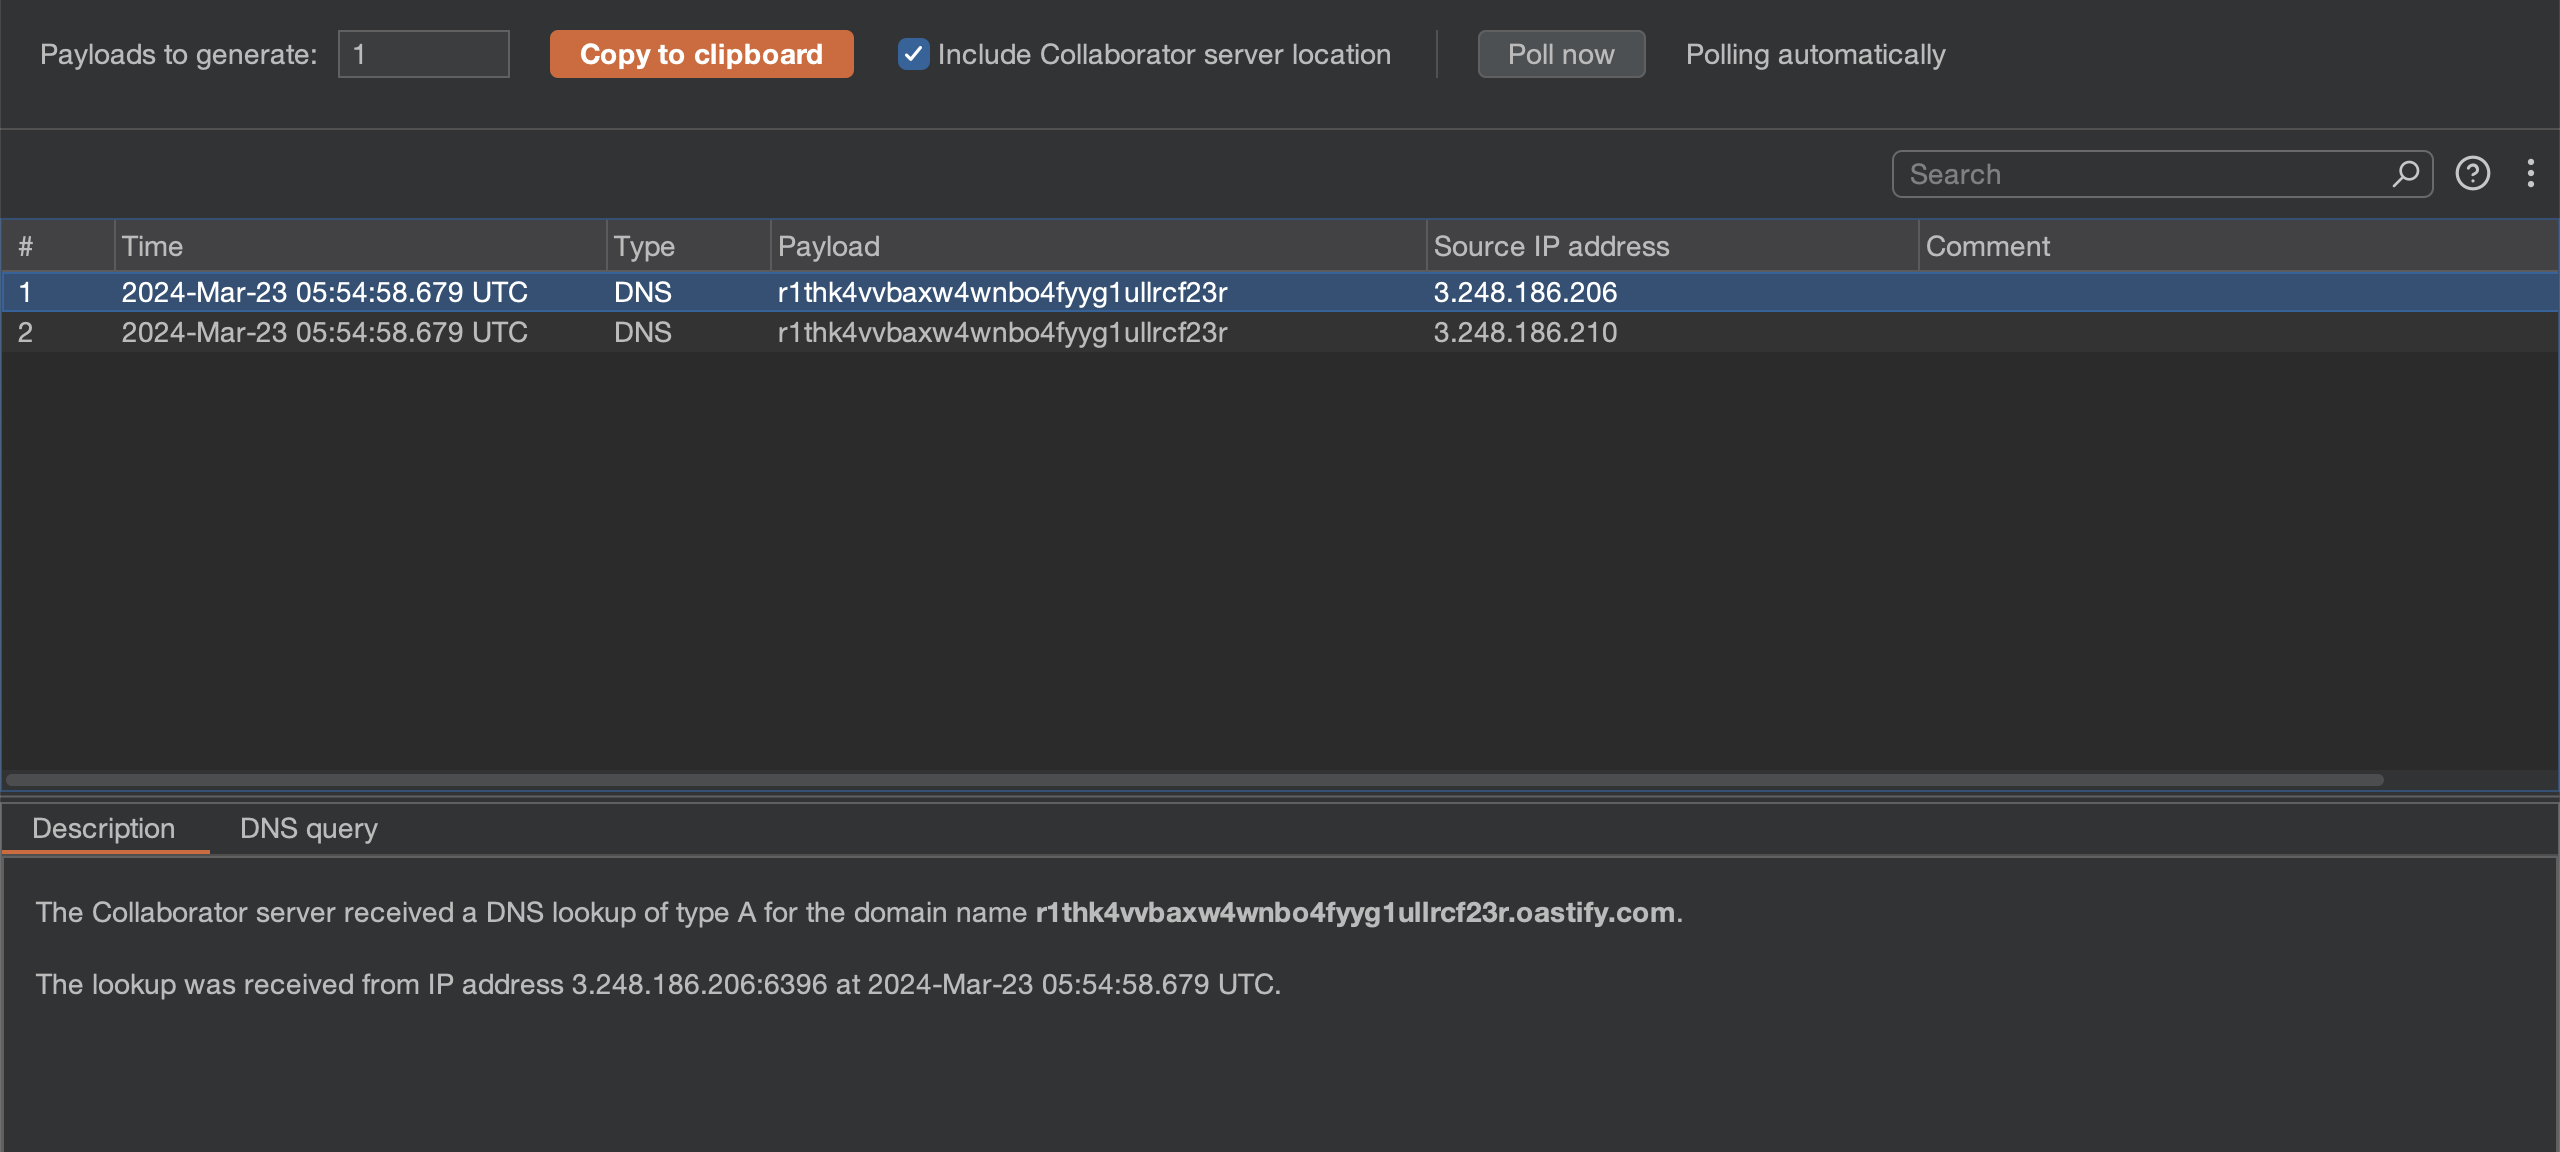 Payloads to generate: 1 Copy to clipboard Include Collaborator server location Poll now Polling automatically
Search
# Time Type Payload Source IP address Comment
1 2024-Mar-23 05:54:58.679 UTC DNS r1thk4vvbaxw4wnbo4fyyg1ullrcf23r 3.248.186.206
2 2024-Mar-23 05:54:58.679 UTC DNS r1thk4vvbaxw4wnbo4fyyg1ullrcf23r 3.248.186.210
Description DNS query
The Collaborator server received a DNS lookup of type A for the domain name r1thk4vvbaxw4wnbo4fyyg1ullrcf23r.oastify.com.
The lookup was received from IP address 3.248.186.206:6396 at 2024-Mar-23 05:54:58.679 UTC.